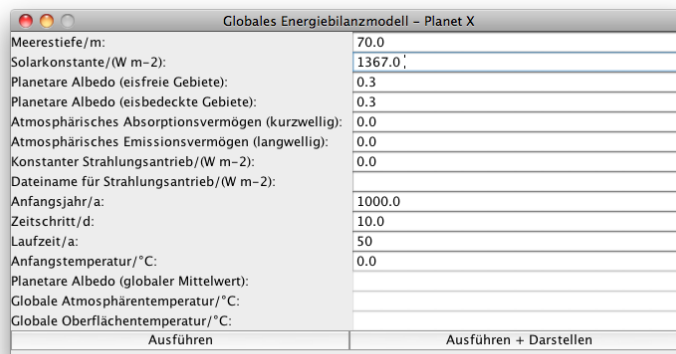 Globales Energiebilanzmodell – Planet X
Meerestiefe/m: 70.0
Solarkonstante/(W m–2): 1367.0
Planetare Albedo (eisfreie Gebiete): 0.3
Planetare Albedo (eisbedeckte Gebiete): 0.3
Atmosphärisches Absorptionsvermögen (kurzwellig): 0.0
Atmosphärisches Emissionsvermögen (langwellig): 0.0
Konstanter Strahlungsantrieb/(W m–2): 0.0
Dateiname für Strahlungsantrieb/(W m–2):
Anfangsjahr/a: 1000.0
Zeitschritt/d: 10.0
Laufzeit/a: 50
Anfangstemperatur/°C: 0.0
Planetare Albedo (globaler Mittelwert):
Globale Atmosphärentemperatur/°C:
Globale Oberflächentemperatur/°C:
Ausführen Ausführen + Darstellen